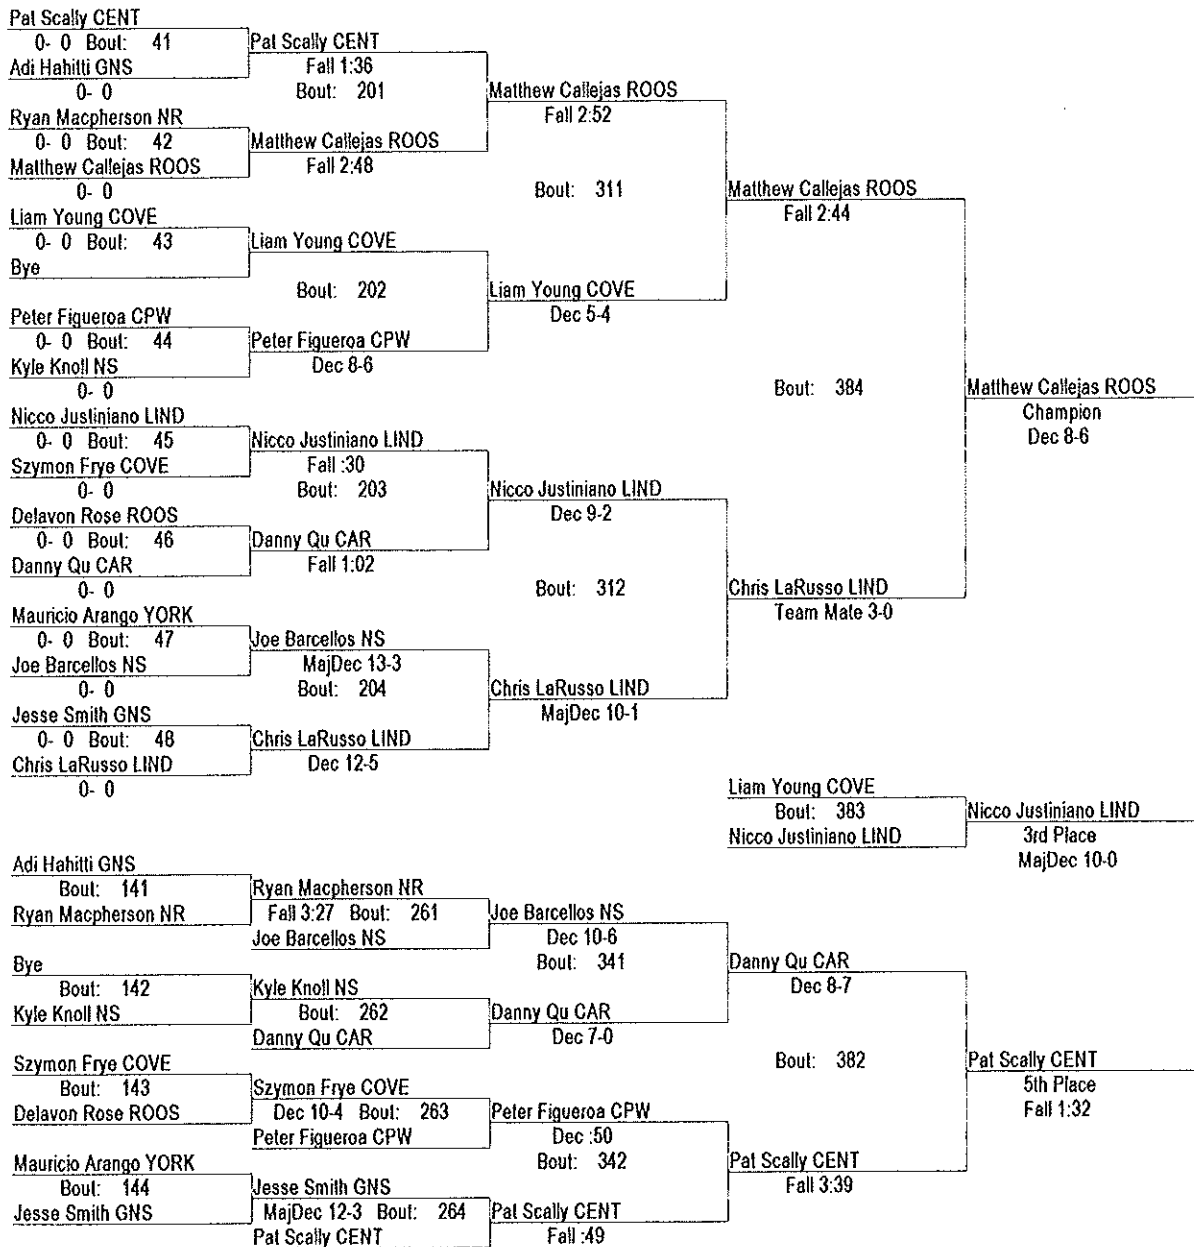 Pat Scally CENT
0- 0 Bout: 41
Adi Hahitti GNS
0- 0
Ryan Macpherson NR
0- 0 Bout: 42
Matthew Callejas ROOS
0- 0
Liam Young COVE
0- 0 Bout: 43
Bye
Peter Figueroa CPW
0- 0 Bout: 44
Kyle Knoll NS
0- 0
Nicco Justiniano LIND
0- 0 Bout: 45
Szymon Frye COVE
0- 0
Delavon Rose ROOS
0- 0 Bout: 46
Danny Qu CAR
0- 0
Mauricio Arango YORK
0- 0 Bout: 47
Joe Barcellos NS
0- 0
Jesse Smith GNS
0- 0 Bout: 48
Chris LaRusso LIND
0- 0
Pat Scally CENT
Fall 1:36
Bout: 201
Matthew Callejas ROOS
Fall 2:48
Liam Young COVE
Bout: 202
Peter Figueroa CPW
Dec 8-6
Nicco Justiniano LIND
Fall :30
Bout: 203
Danny Qu CAR
Fall 1:02
Joe Barcellos NS
MajDec 13-3
Bout: 204
Chris LaRusso LIND
Dec 12-5
Matthew Callejas ROOS
Fall 2:52
Bout: 311
Liam Young COVE
Dec 5-4
Nicco Justiniano LIND
Dec 9-2
Bout: 312
Chris LaRusso LIND
MajDec 10-1
Matthew Callejas ROOS
Fall 2:44
Bout: 384
Chris LaRusso LIND
Team Mate 3-0
Matthew Callejas ROOS
Champion
Dec 8-6
Liam Young COVE
Bout: 383
Nicco Justiniano LIND
Nicco Justiniano LIND
3rd Place
MajDec 10-0
Adi Hahitti GNS
Bout: 141
Ryan Macpherson NR
Bye
Bout: 142
Kyle Knoll NS
Szymon Frye COVE
Bout: 143
Delavon Rose ROOS
Mauricio Arango YORK
Bout: 144
Jesse Smith GNS
Ryan Macpherson NR
Fall 3:27 Bout: 261
Joe Barcellos NS
Kyle Knoll NS
Bout: 262
Danny Qu CAR
Szymon Frye COVE
Dec 10-4 Bout: 263
Peter Figueroa CPW
Jesse Smith GNS
MajDec 12-3 Bout: 264
Pat Scally CENT
Joe Barcellos NS
Dec 10-6
Bout: 341
Danny Qu CAR
Dec 7-0
Peter Figueroa CPW
Dec :50
Bout: 342
Pat Scally CENT
Fall :49
Danny Qu CAR
Dec 8-7
Bout: 382
Pat Scally CENT
Fall 3:39
Pat Scally CENT
5th Place
Fall 1:32